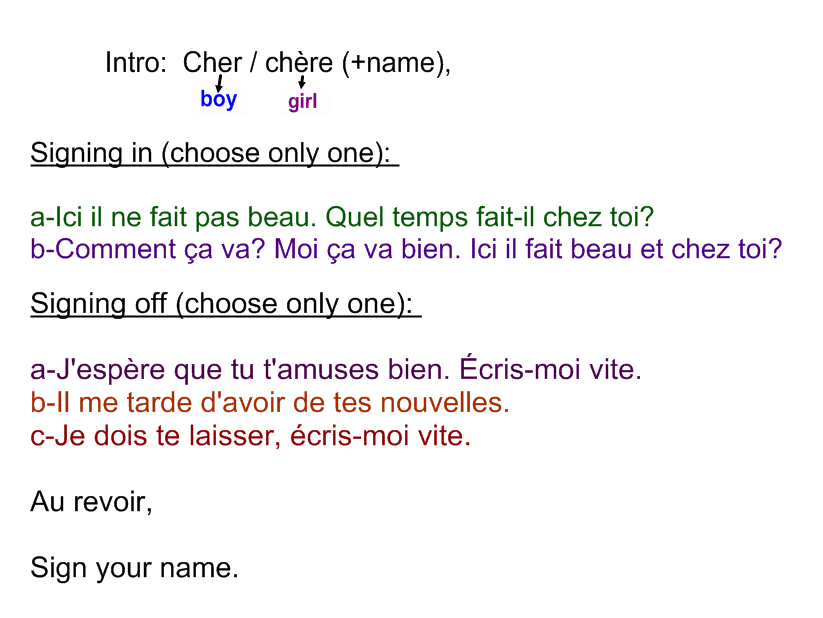 Intro:  Cher / chère (+name),
boy girl
Signing in (choose only one):
a-Ici il ne fait pas beau. Quel temps fait-il chez toi?
b-Comment ça va? Moi ça va bien. Ici il fait beau et chez toi?
Signing off (choose only one):
a-J'espère que tu t'amuses bien. Écris-moi vite.
b-Il me tarde d'avoir de tes nouvelles.
c-Je dois te laisser, écris-moi vite.
Au revoir,
Sign your name.